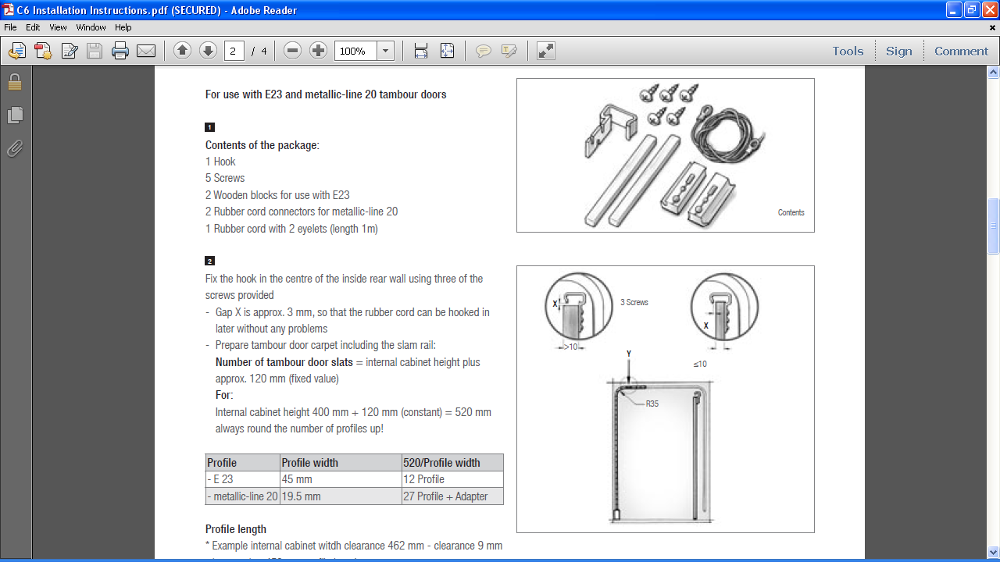 C6 Installation Instructions.pdf (SECURED) - Adobe Reader
File Edit View Window Help
2 / 4 100% Tools Sign Comment
For use with E23 and metallic-line 20 tambour doors
1
Contents of the package:
1 Hook
5 Screws
2 Wooden blocks for use with E23
2 Rubber cord connectors for metallic-line 20
1 Rubber cord with 2 eyelets (length 1m)
Contents
2
Fix the hook in the centre of the inside rear wall using three of the
screws provided
- Gap X is approx. 3 mm, so that the rubber cord can be hooked in
later without any problems
- Prepare tambour door carpet including the slam rail:
Number of tambour door slats = internal cabinet height plus
approx. 120 mm (fixed value)
For:
Internal cabinet height 400 mm + 120 mm (constant) = 520 mm
always round the number of profiles up!
X
3 Screws
>10
X
≤10
Y
R35
Profile Profile width 520/Profile width
- E 23 45 mm 12 Profile
- metallic-line 20 19.5 mm 27 Profile + Adapter
Profile length
* Example internal cabinet witdh clearance 462 mm - clearance 9 mm